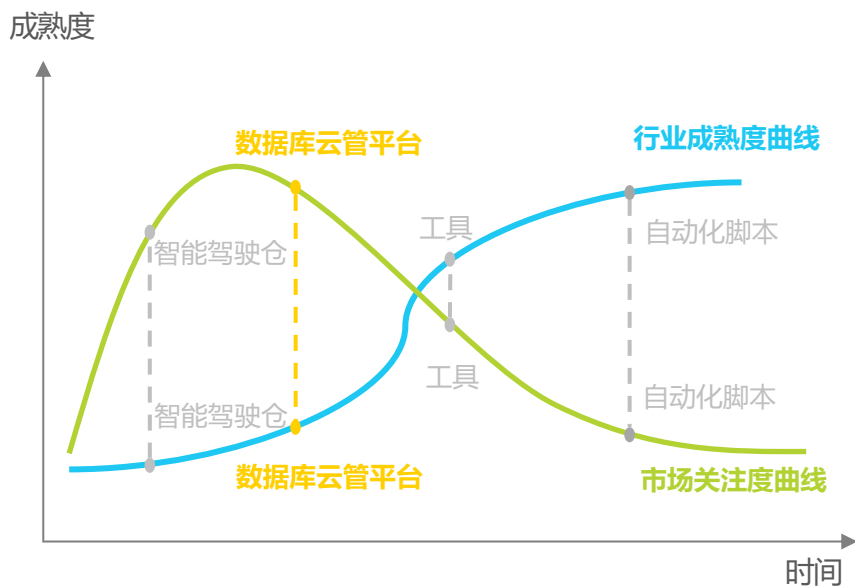 成熟度
数据库云管平台
行业成熟度曲线
工具
自动化脚本
智能驾驶仓
工具
自动化脚本
智能驾驶仓
数据库云管平台
市场关注度曲线
时间